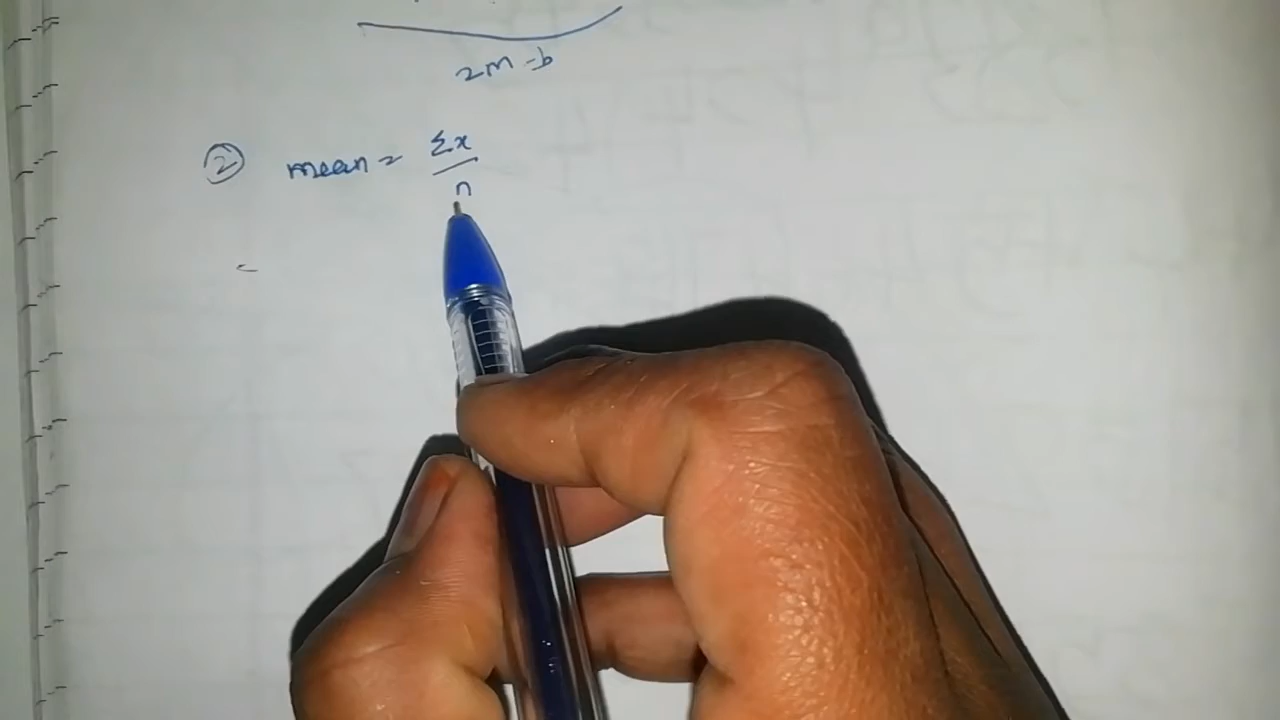 2m-b
② mean = Σx/n
-